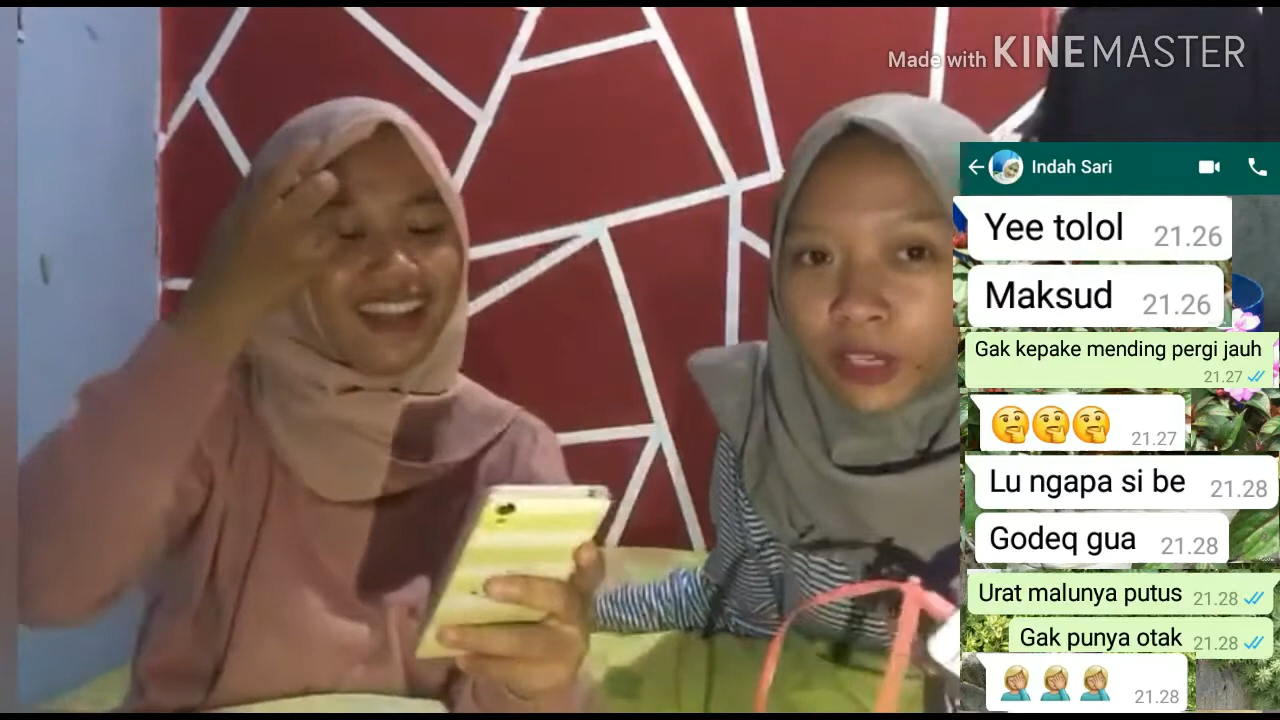 Made with KINEMASTER
Indah Sari
Yee tolol 21.26
Maksud 21.26
Gak kepake mending pergi jauh
21.27
🤔🤔🤔 21.27
Lu ngapa si be 21.28
Godeq gua 21.28
Urat malunya putus 21.28
Gak punya otak 21.28
🤦🏼🤦🏼🤦🏼 21.28